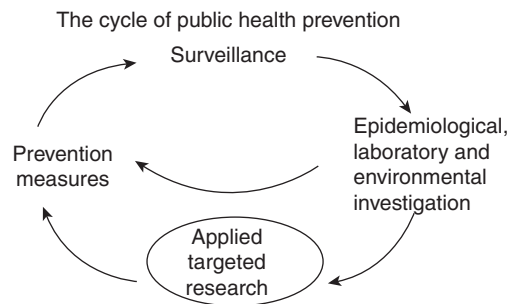 The cycle of public health prevention
Surveillance
Epidemiological,
laboratory and
environmental
investigation
Prevention
measures
Applied
targeted
research